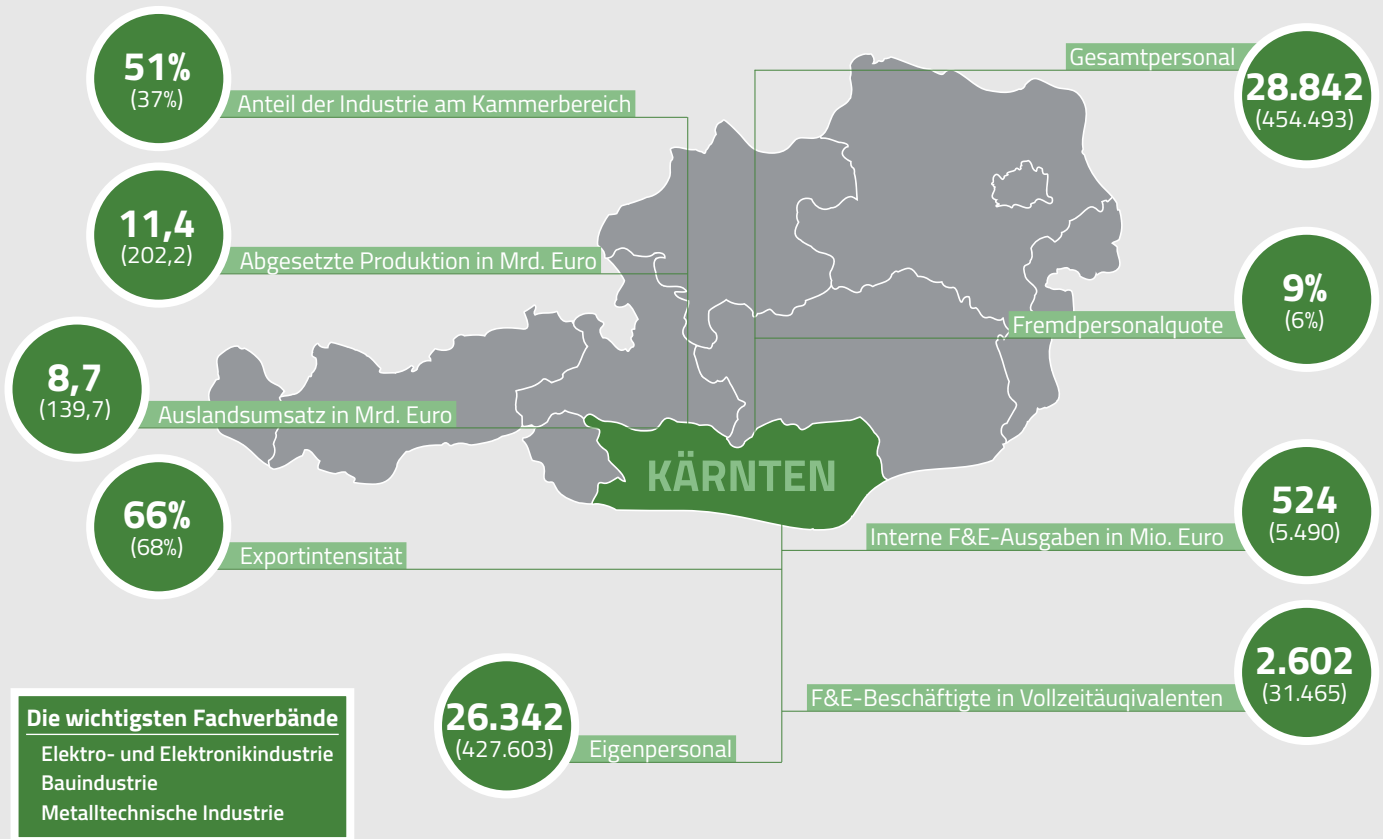 51%
(37%)
Anteil der Industrie am Kammerbereich
11,4
(202,2)
Abgesetzte Produktion in Mrd. Euro
8,7
(139,7)
Auslandsumsatz in Mrd. Euro
66%
(68%)
Exportintensität
Gesamtpersonal
28.842
(454.493)
9%
(6%)
Fremdpersonalquote
KÄRNTEN
524
(5.490)
Interne F&E-Ausgaben in Mio. Euro
2.602
(31.465)
F&E-Beschäftigte in Vollzeitäuqivalenten
26.342
(427.603)
Eigenpersonal
Die wichtigsten Fachverbände
Elektro- und Elektronikindustrie
Bauindustrie
Metalltechnische Industrie